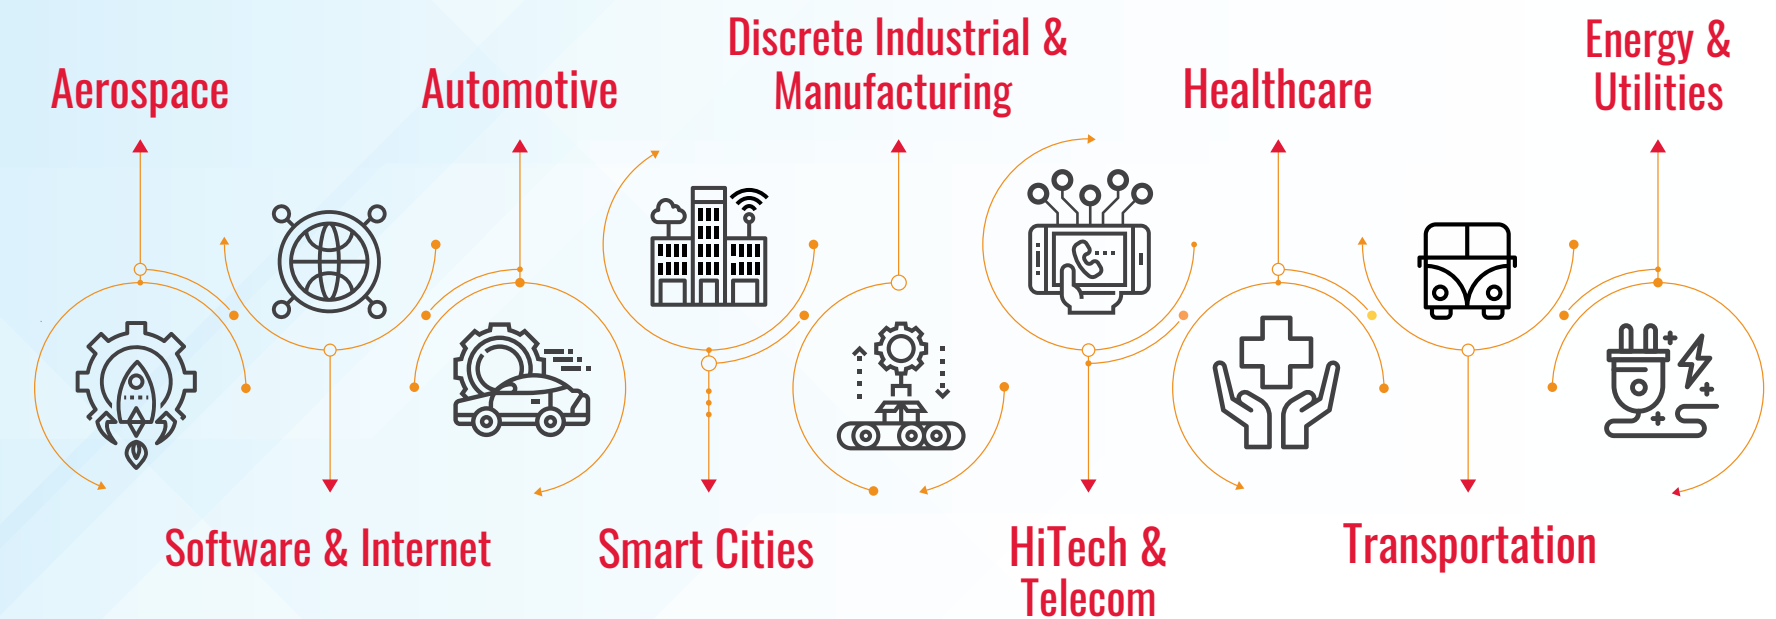 Aerospace
Automotive
Discrete Industrial &
Manufacturing
Healthcare
Energy &
Utilities
Software & Internet
Smart Cities
HiTech &
Telecom
Transportation